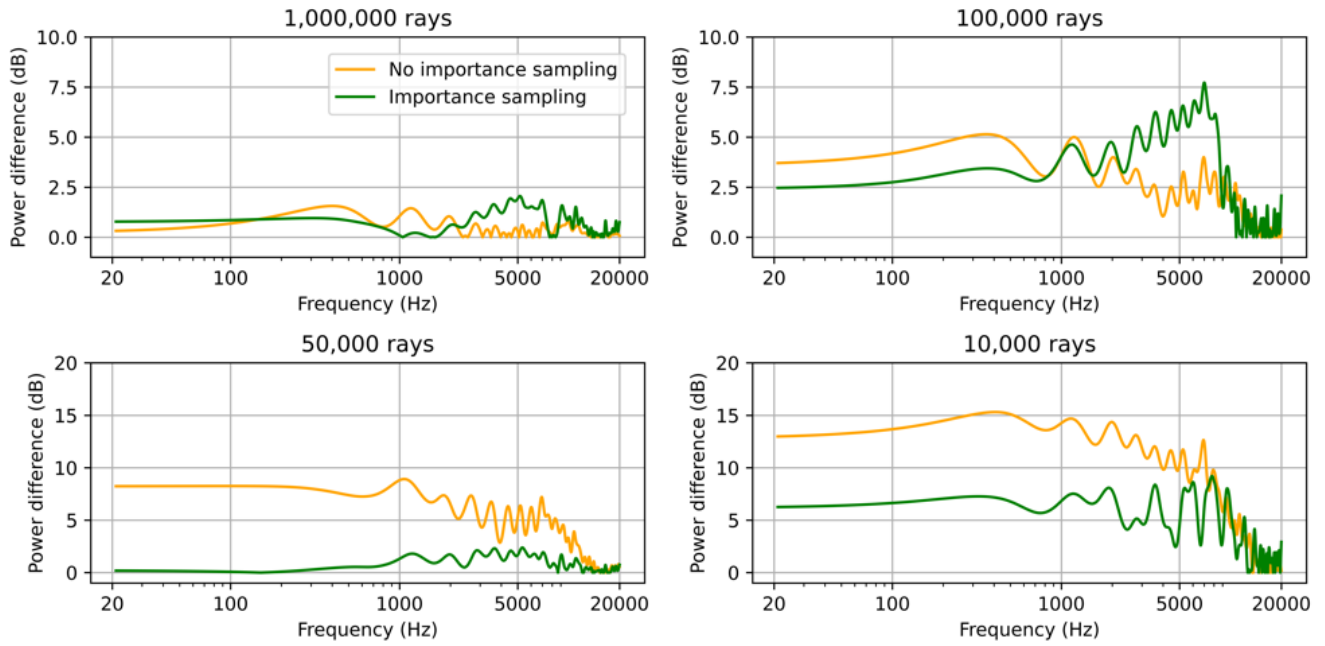 1,000,000 rays
Power difference (dB)
10.0
7.5
5.0
2.5
0.0
No importance sampling
Importance sampling
20
100
1000
5000
20000
Frequency (Hz)
100,000 rays
Power difference (dB)
10.0
7.5
5.0
2.5
0.0
20
100
1000
5000
20000
Frequency (Hz)
50,000 rays
Power difference (dB)
20
15
10
5
0
20
100
1000
5000
20000
Frequency (Hz)
10,000 rays
Power difference (dB)
20
15
10
5
0
20
100
1000
5000
20000
Frequency (Hz)